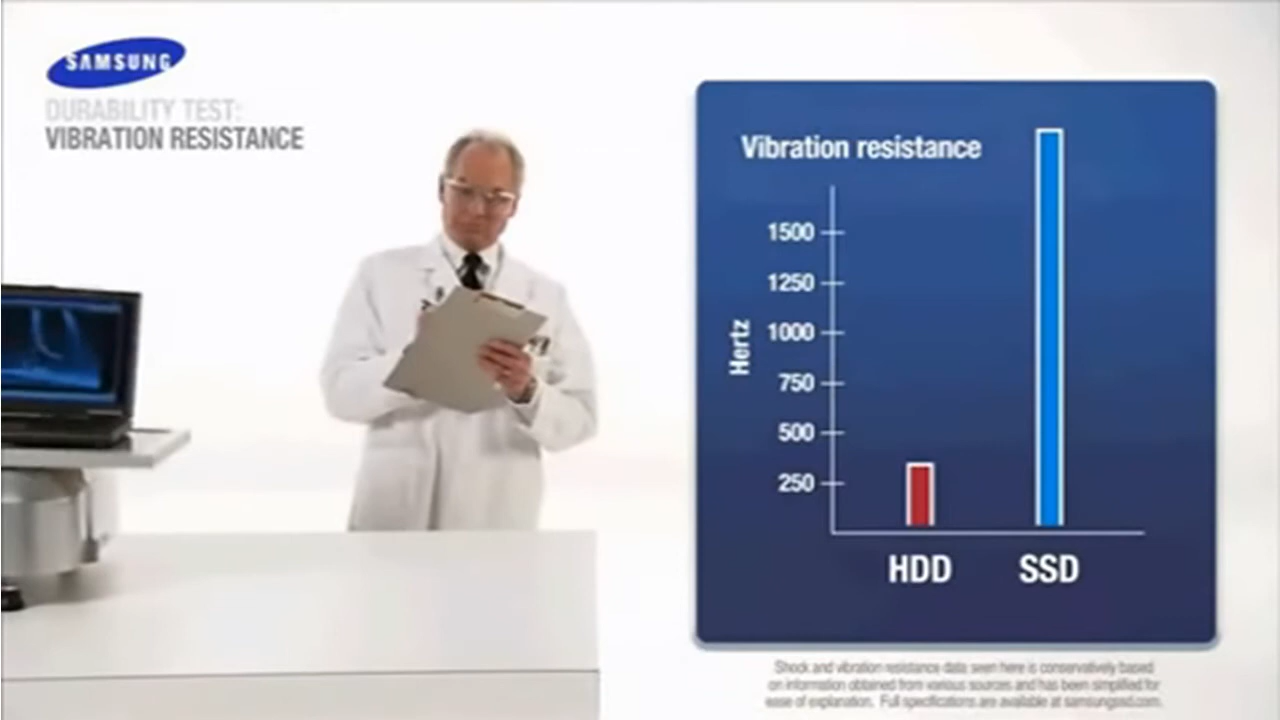 SAMSUNG
DURABILITY TEST:
VIBRATION RESISTANCE
Vibration resistance
1500
1250
1000
750
500
250
Hertz
HDD
SSD
Shock and vibration resistance data seen here is conservatively based
on information obtained from various sources and has been simplified for
ease of explanation. Full specifications are available at samsungssd.com.